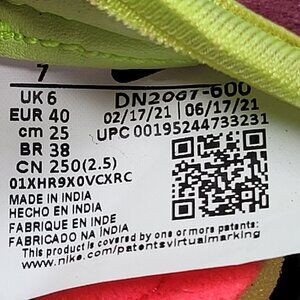 7
UK 6
EUR 40
cm 25
BR 38
CN 250(2.5)
DN2067-600
02/17/21 06/17/21
UPC 00195244733231
01XHR9X0VCXRC
MADE IN INDIA
HECHO EN INDIA
FABRIQUE EN INDE
FABRICADO NA ÍNDIA
This product is covered by one or more patents
www.nike.com/patentsvirtualmarking